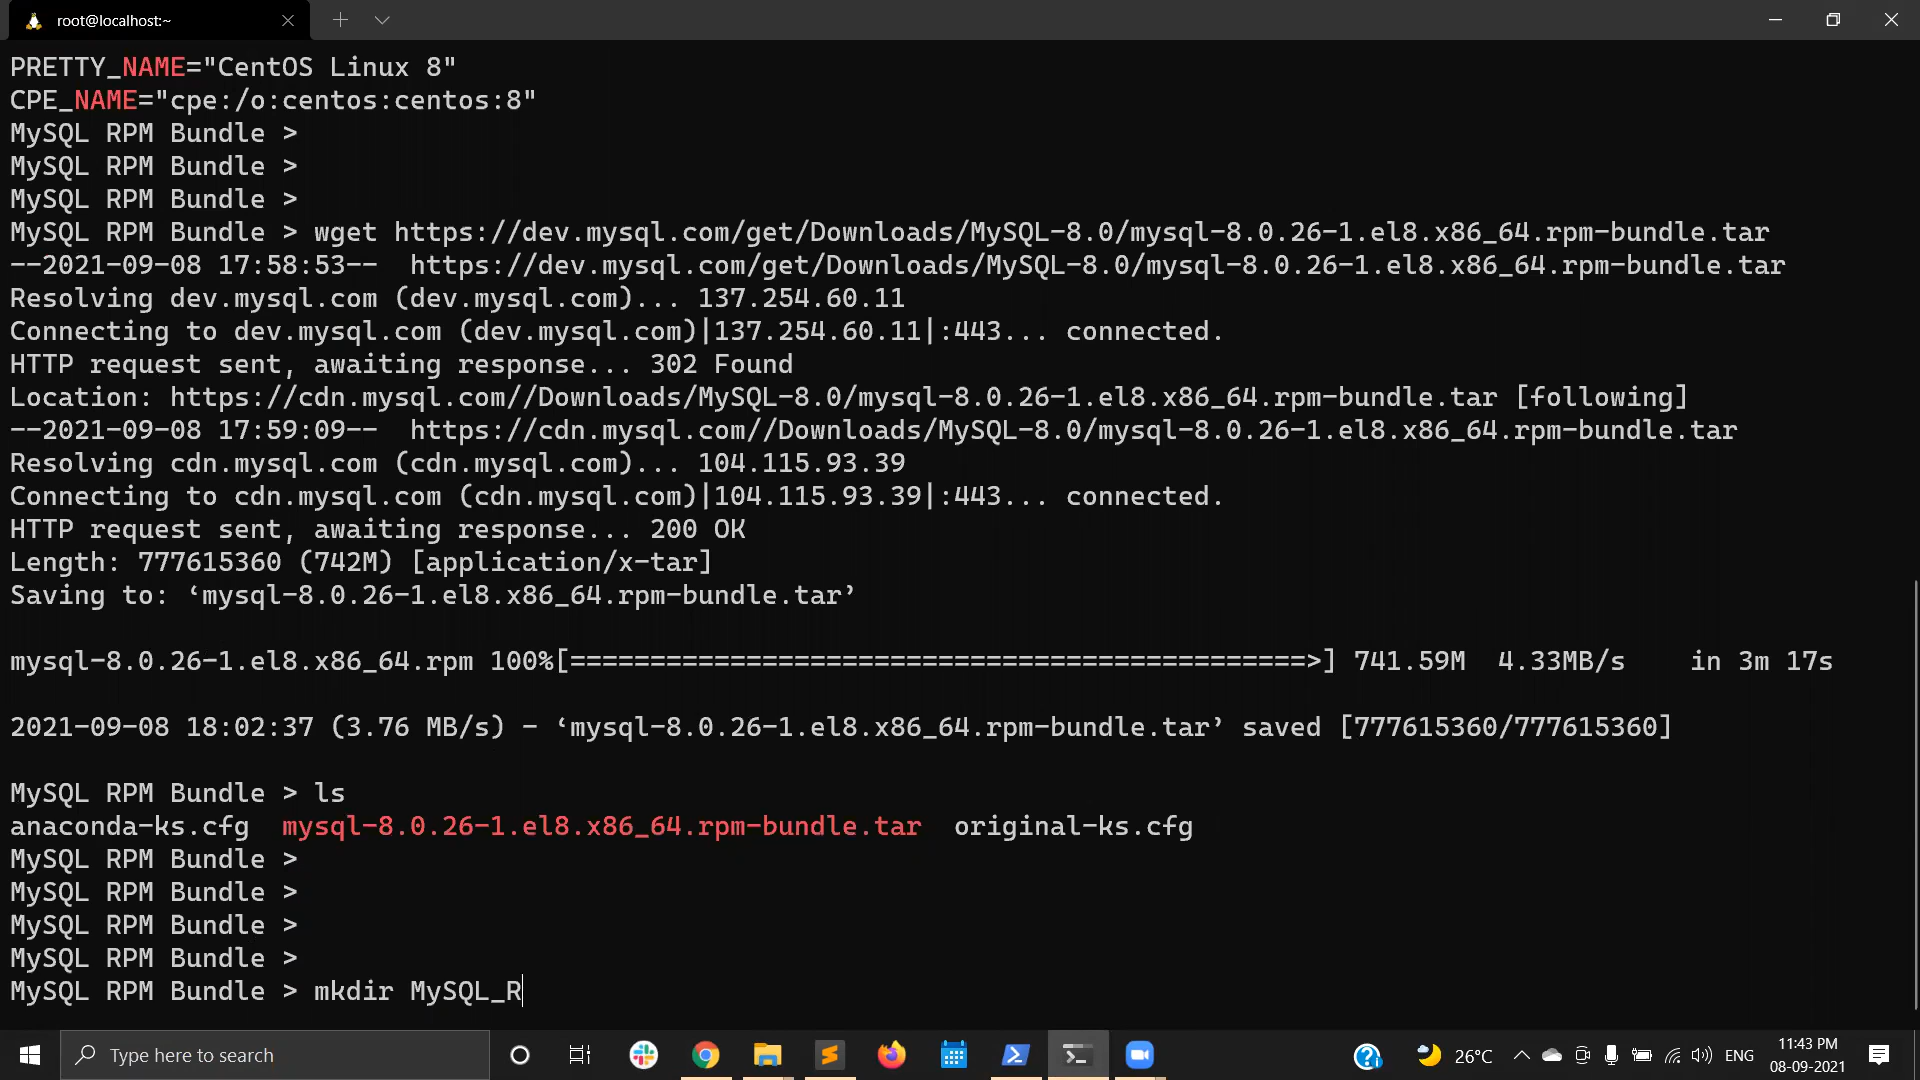 root@localhost:~
PRETTY_NAME="CentOS Linux 8"
CPE_NAME="cpe:/o:centos:centos:8"
MySQL RPM Bundle >
MySQL RPM Bundle >
MySQL RPM Bundle >
MySQL RPM Bundle > wget https://dev.mysql.com/get/Downloads/MySQL-8.0/mysql-8.0.26-1.el8.x86_64.rpm-bundle.tar
--2021-09-08 17:58:53--  https://dev.mysql.com/get/Downloads/MySQL-8.0/mysql-8.0.26-1.el8.x86_64.rpm-bundle.tar
Resolving dev.mysql.com (dev.mysql.com)... 137.254.60.11
Connecting to dev.mysql.com (dev.mysql.com)|137.254.60.11|:443... connected.
HTTP request sent, awaiting response... 302 Found
Location: https://cdn.mysql.com//Downloads/MySQL-8.0/mysql-8.0.26-1.el8.x86_64.rpm-bundle.tar [following]
--2021-09-08 17:59:09--  https://cdn.mysql.com//Downloads/MySQL-8.0/mysql-8.0.26-1.el8.x86_64.rpm-bundle.tar
Resolving cdn.mysql.com (cdn.mysql.com)... 104.115.93.39
Connecting to cdn.mysql.com (cdn.mysql.com)|104.115.93.39|:443... connected.
HTTP request sent, awaiting response... 200 OK
Length: 777615360 (742M) [application/x-tar]
Saving to: ‘mysql-8.0.26-1.el8.x86_64.rpm-bundle.tar’
mysql-8.0.26-1.el8.x86_64.rpm 100%[==============================================>] 741.59M  4.33MB/s    in 3m 17s
2021-09-08 18:02:37 (3.76 MB/s) - ‘mysql-8.0.26-1.el8.x86_64.rpm-bundle.tar’ saved [777615360/777615360]
MySQL RPM Bundle > ls
anaconda-ks.cfg  mysql-8.0.26-1.el8.x86_64.rpm-bundle.tar  original-ks.cfg
MySQL RPM Bundle >
MySQL RPM Bundle >
MySQL RPM Bundle >
MySQL RPM Bundle >
MySQL RPM Bundle > mkdir MySQL_R
Type here to search
26°C
ENG
11:43 PM
08-09-2021